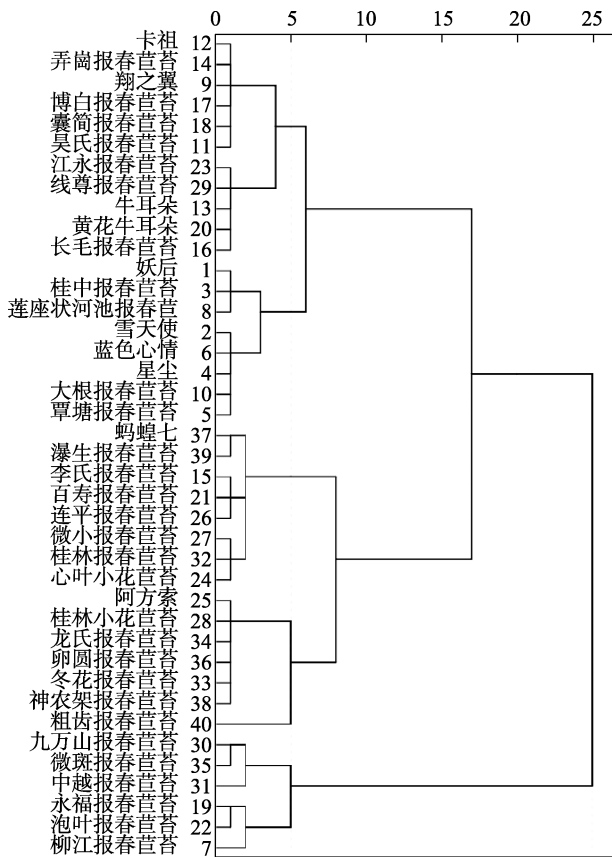 0 5 10 15 20 25
卡祖 12
弄崗报春苣苔 14
翔之翼 9
博白报春苣苔 17
囊筒报春苣苔 18
吴氏报春苣苔 11
江永报春苣苔 23
线萼报春苣苔 29
牛耳朵 13
黄花牛耳朵 20
长毛报春苣苔 16
妖后 1
桂中报春苣苔 3
莲座状河池报春苣 8
雪天使 2
蓝色心情 6
星尘 4
大根报春苣苔 10
覃塘报春苣苔 5
蚂蝗七 37
瀑生报春苣苔 39
李氏报春苣苔 15
百寿报春苣苔 21
连平报春苣苔 26
微小报春苣苔 27
桂林报春苣苔 32
心叶小花苣苔 24
阿方索 25
桂林小花苣苔 28
龙氏报春苣苔 34
卵圆报春苣苔 36
冬花报春苣苔 33
神农架报春苣苔 38
粗齿报春苣苔 40
九万山报春苣苔 30
微斑报春苣苔 35
中越报春苣苔 31
永福报春苣苔 19
泡叶报春苣苔 22
柳江报春苣苔 7